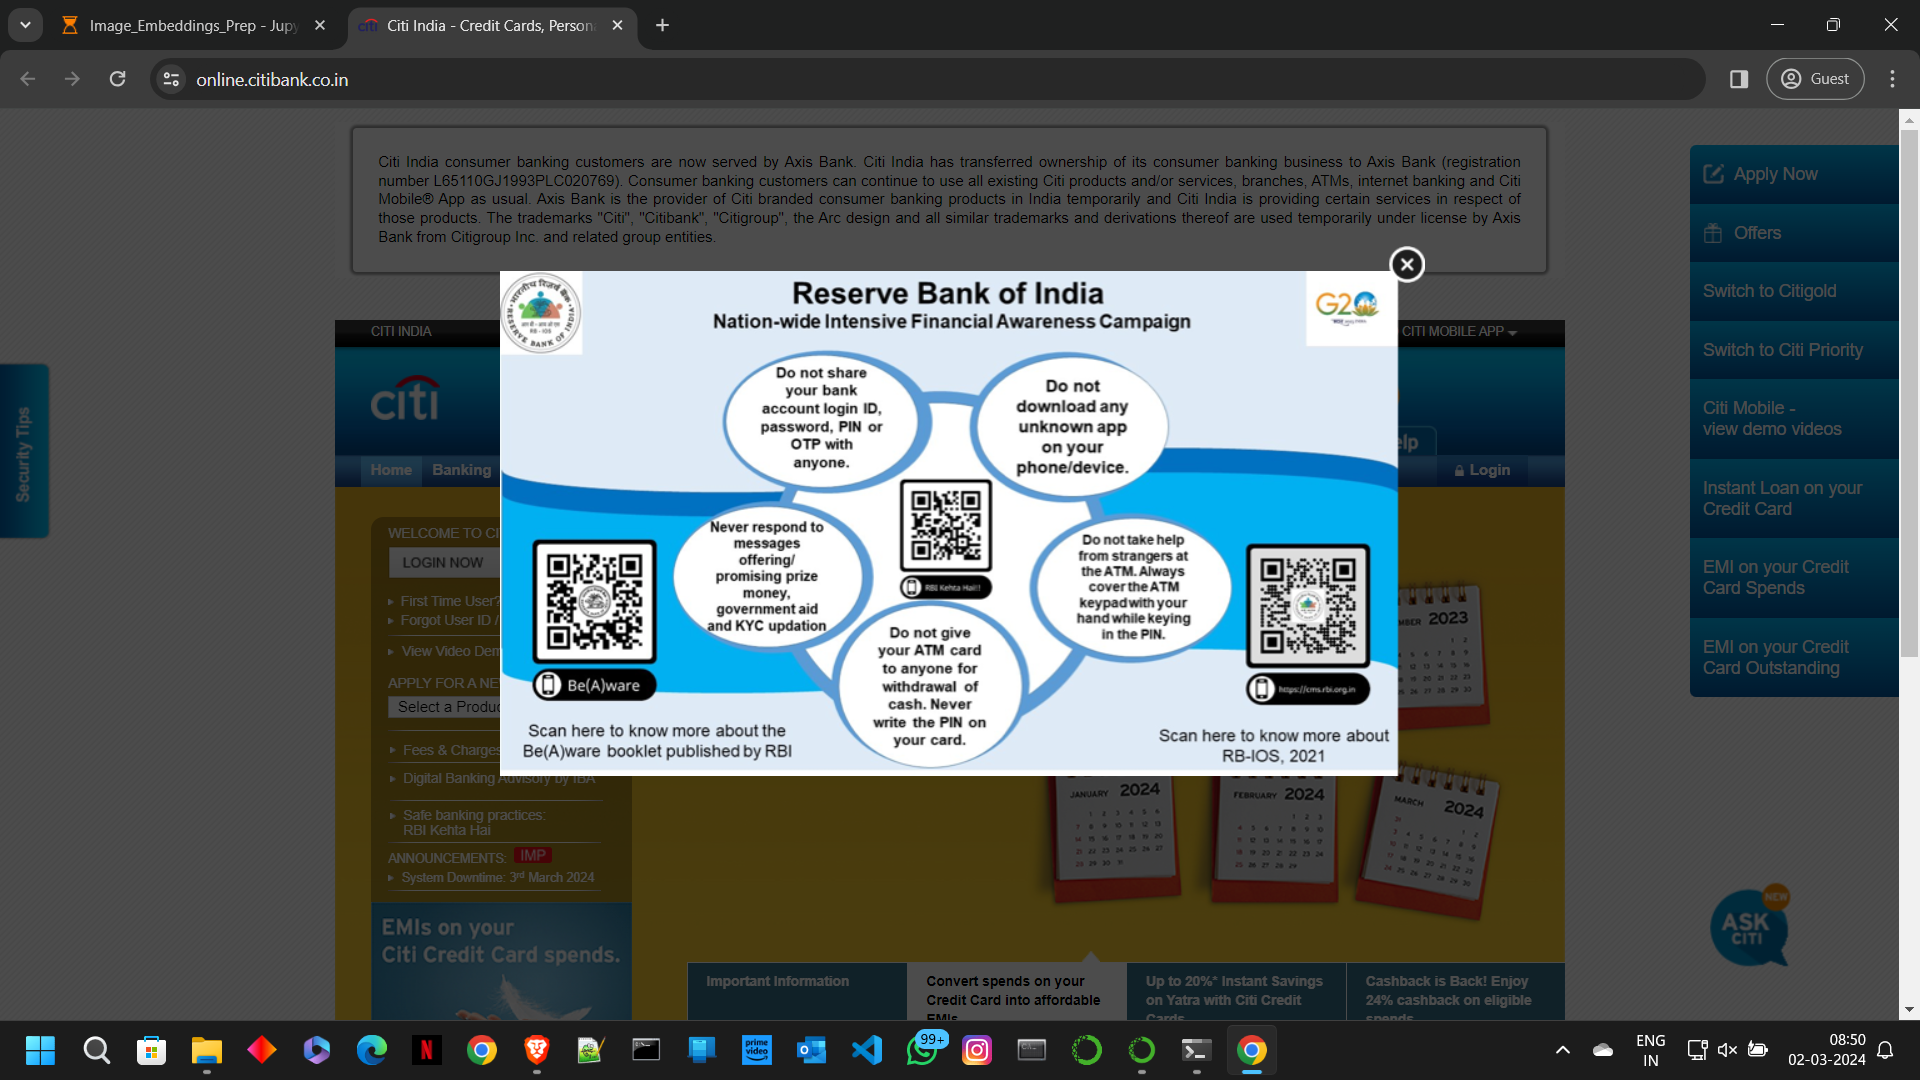 Image_Embeddings_Prep - Jupy
Citi India - Credit Cards, Person
online.citibank.co.in
Guest
Citi India consumer banking customers are now served by Axis Bank. Citi India has transferred ownership of its consumer banking business to Axis Bank (registration
number L65110GJ1993PLC020769). Consumer banking customers can continue to use all existing Citi products and/or services, branches, ATMs, internet banking and Citi
Mobile® App as usual. Axis Bank is the provider of Citi branded consumer banking products in India temporarily and Citi India is providing certain services in respect of
those products. The trademarks "Citi", "Citibank", "Citigroup", the Arc design and all similar trademarks and derivations thereof are used temporarily under license by Axis
Bank from Citigroup Inc. and related group entities.
Apply Now
Offers
Switch to Citigold
Switch to Citi Priority
Citi Mobile -
view demo videos
Instant Loan on your
Credit Card
EMI on your Credit
Card Spends
EMI on your Credit
Card Outstanding
Security Tips
CITI INDIA
CITI MOBILE APP
citi
elp
Home
Banking
Login
Reserve Bank of India
Nation-wide Intensive Financial Awareness Campaign
भारतीय रिज़र्व बैंक
RB - IOS
RESERVE BANK OF INDIA
G20
Do not share
your bank
account login ID,
password, PIN or
OTP with
anyone.
Do not
download any
unknown app
on your
phone/device.
Never respond to
messages
offering/
promising prize
money,
government aid
and KYC updation
RBI Kehta Hai!!
Do not take help
from strangers at
the ATM. Always
cover the ATM
keypad with your
hand while keying
in the PIN.
Do not give
your ATM card
to anyone for
withdrawal of
cash. Never
write the PIN on
your card.
Be(A)ware
Scan here to know more about the
Be(A)ware booklet published by RBI
https://cms.rbi.org.in
Scan here to know more about
RB-IOS, 2021
WELCOME TO CI
LOGIN NOW
First Time User?
Forgot User ID /
View Video Dem
APPLY FOR A NE
Select a Produc
Fees & Charges
Digital Banking Advisory by IBA
Safe banking practices:
RBI Kehta Hai
ANNOUNCEMENTS: IMP
System Downtime: 3rd March 2024
EMIs on your
Citi Credit Card spends.
MBER 2023
JANUARY 2024
FEBRUARY 2024
MARCH 2024
NEW
ASK
CITI
Important Information
Convert spends on your
Credit Card into affordable
EMIs
Up to 20%* Instant Savings
on Yatra with Citi Credit
Cards
Cashback is Back! Enjoy
24% cashback on eligible
spends
prime
video
99+
ENG
IN
08:50
02-03-2024